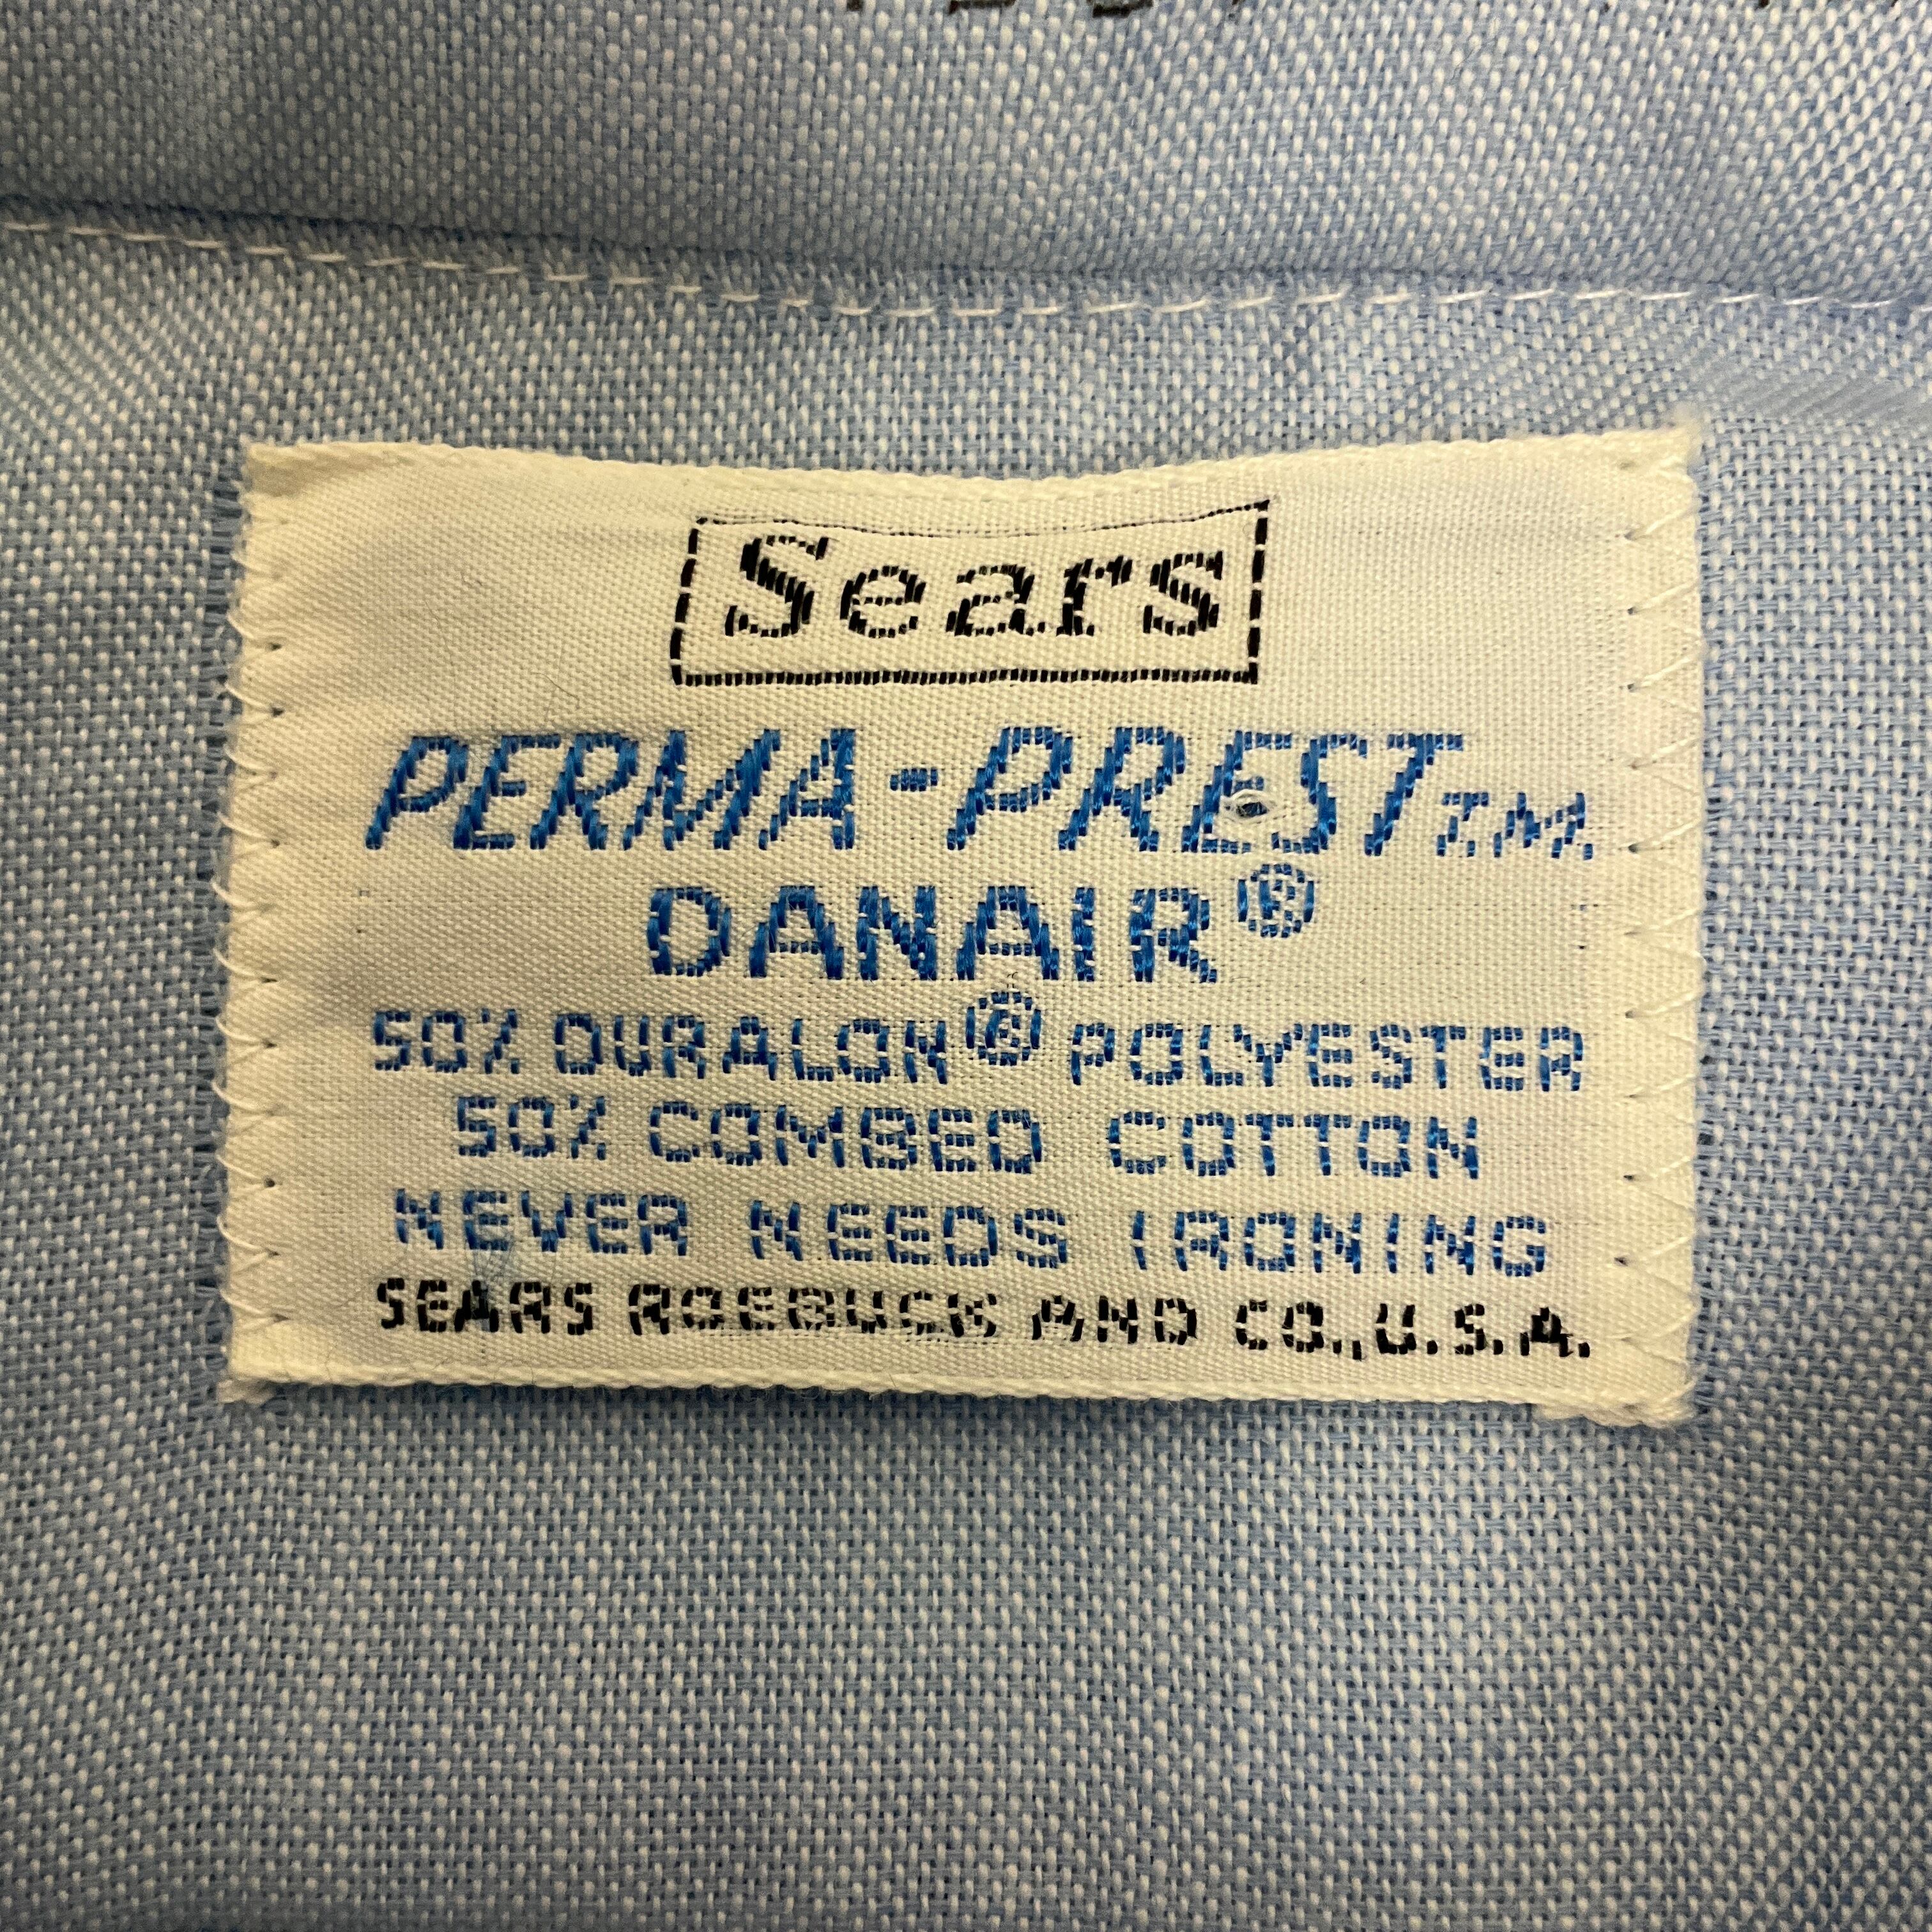 Sears
PERMA-PREST T.M.
DANAIR®
50% DURALON® POLYESTER
50% COMBED COTTON
NEVER NEEDS IRONING
SEARS ROEBUCK AND CO., U.S.A.